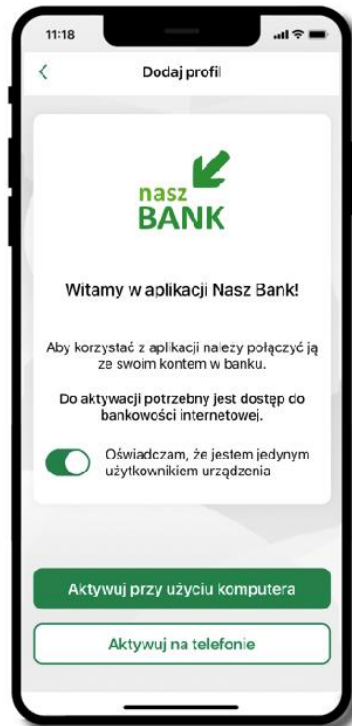 11:18
Dodaj profil
nasz
BANK
Witamy w aplikacji Nasz Bank!
Aby korzystać z aplikacji należy połączyć ją
ze swoim kontem w banku.
Do aktywacji potrzebny jest dostęp do
bankowości internetowej.
Oświadczam, że jestem jedynym
użytkownikiem urządzenia
Aktywuj przy użyciu komputera
Aktywuj na telefonie